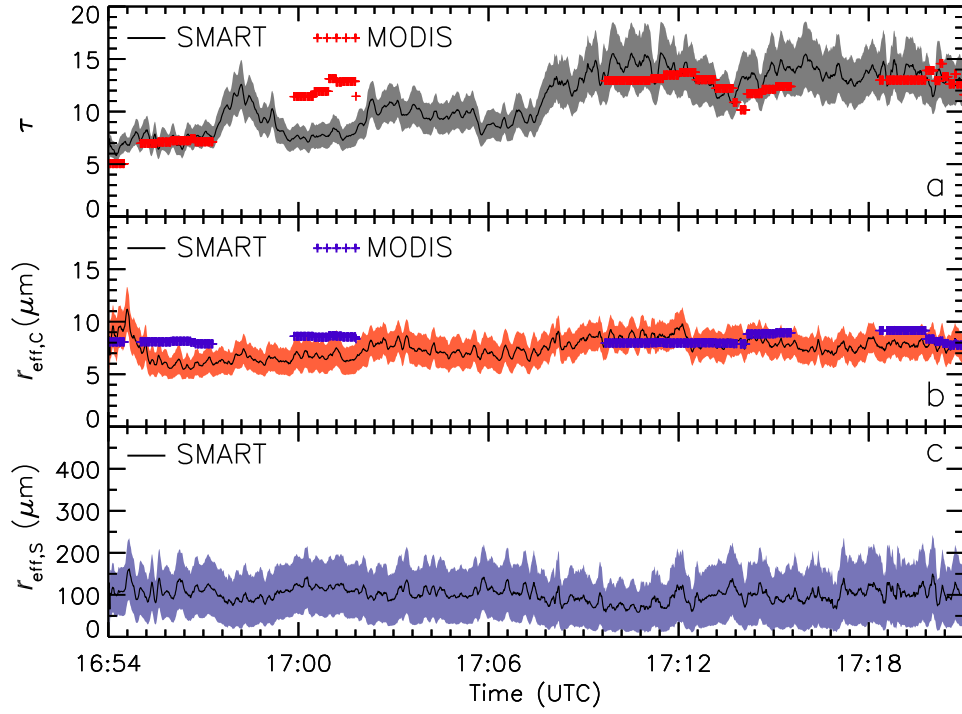 20
SMART
MODIS
15
10
τ
5
0
a
SMART
MODIS
15
10
r_eff,C (μm)
5
0
b
SMART
c
400
300
r_eff,S (μm)
200
100
0
16:54
17:00
17:06
17:12
17:18
Time (UTC)